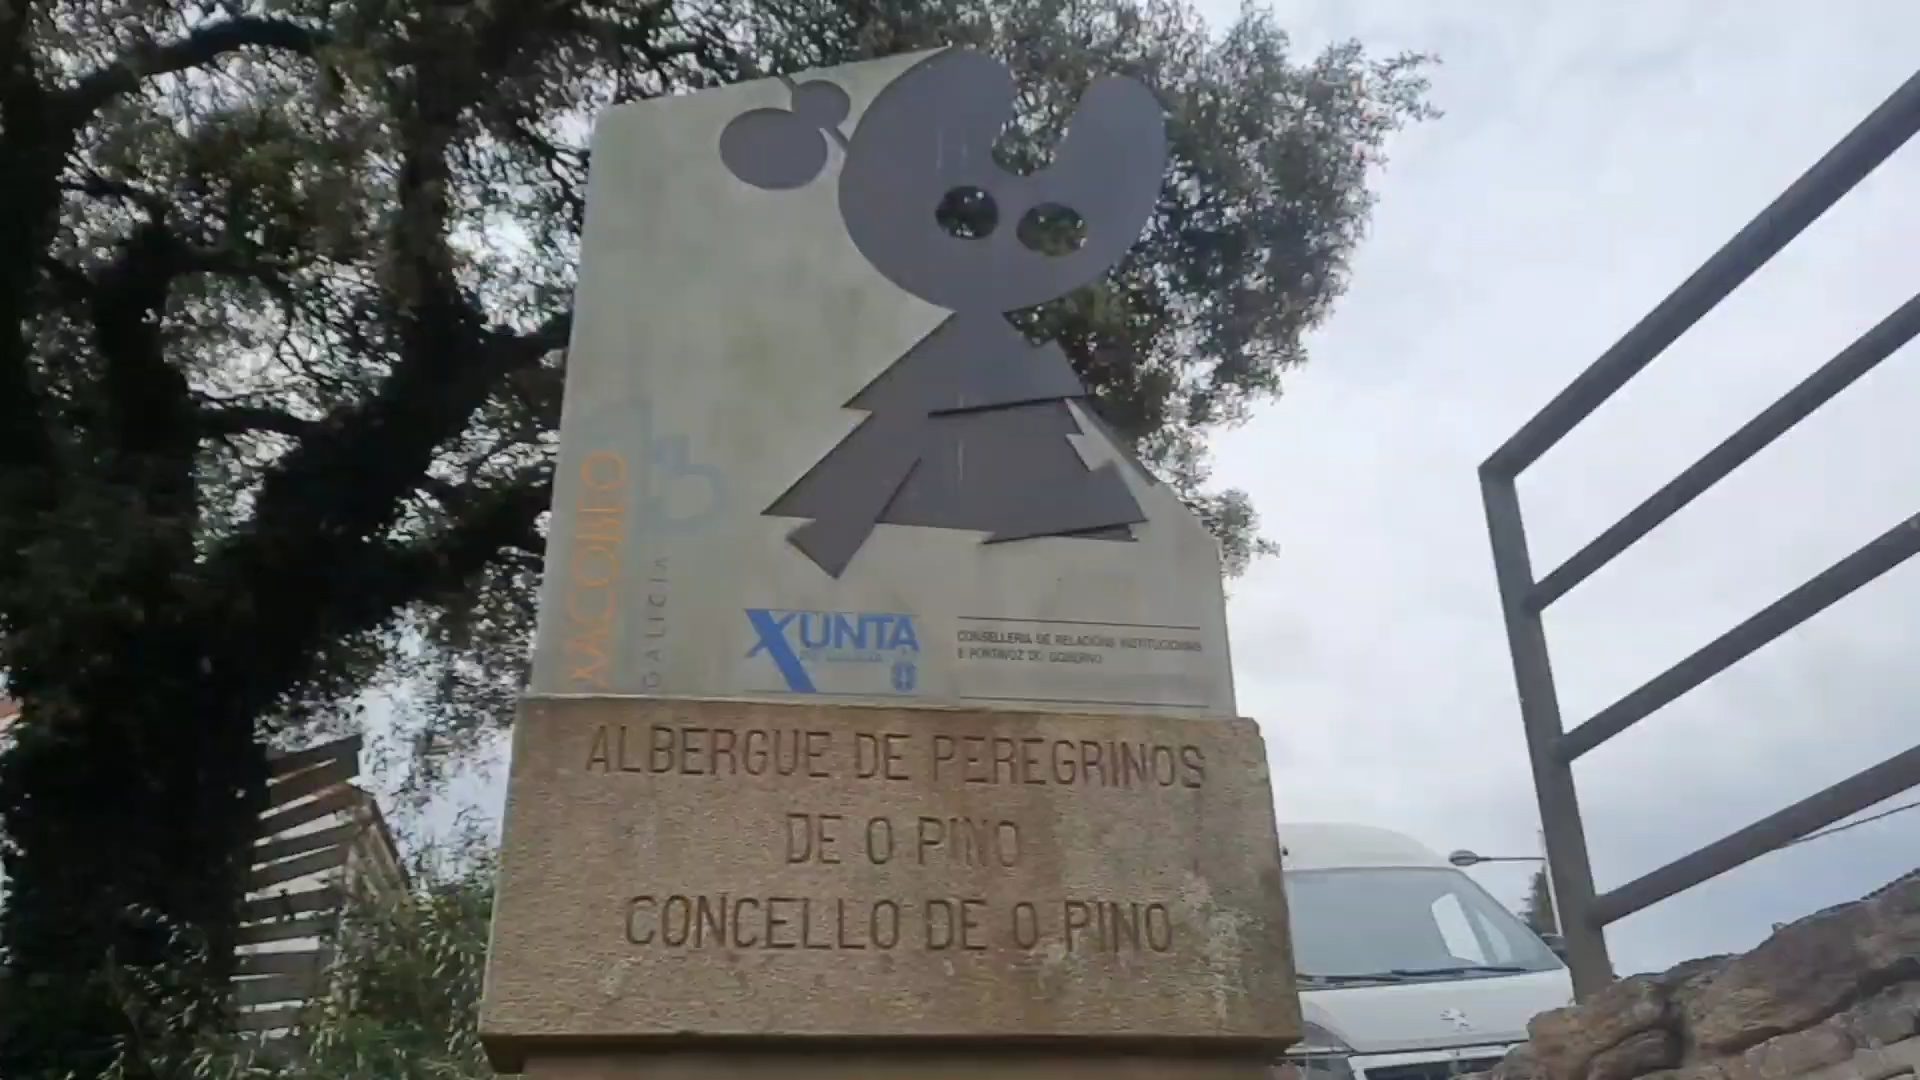 XACOBEO
GALICIA
XUNTA
CONSELLERIA DE RELACIÓNS INSTITUCIONAIS
E PORTAVOZ DO GOBERNO
ALBERGUE DE PEREGRINOS
DE O PINO
CONCELLO DE O PINO